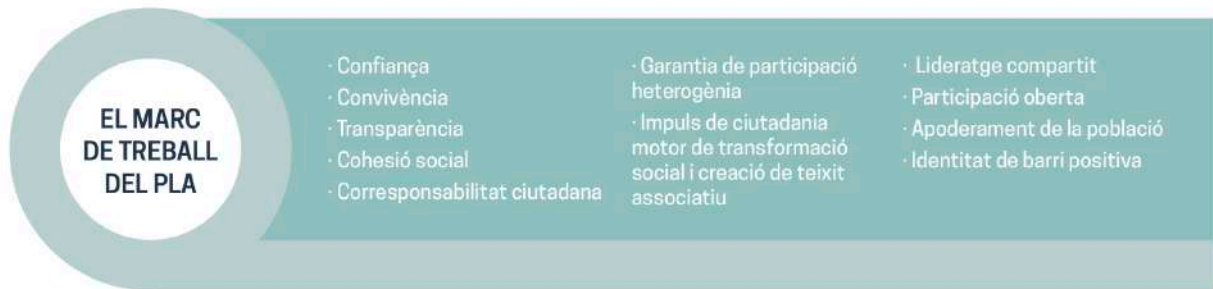 EL MARC
DE TREBALL
DEL PLA
· Confiança
· Convivència
· Transparència
· Cohesió social
· Corresponsabilitat ciutadana
· Garantia de participació
heterogènia
· Impuls de ciutadania
motor de transformació
social i creació de teixit
associatiu
· Lideratge compartit
· Participació oberta
· Apoderament de la població
· Identitat de barri positiva